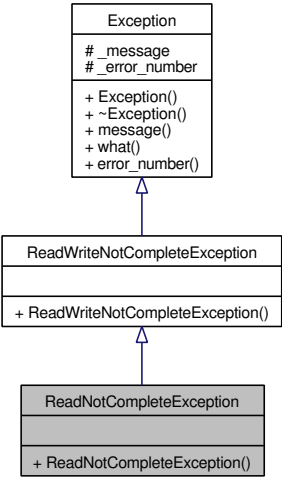 Exception
# _message
# _error_number
+ Exception()
+ ~Exception()
+ message()
+ what()
+ error_number()
ReadWriteNotCompleteException
+ ReadWriteNotCompleteException()
ReadNotCompleteException
+ ReadNotCompleteException()